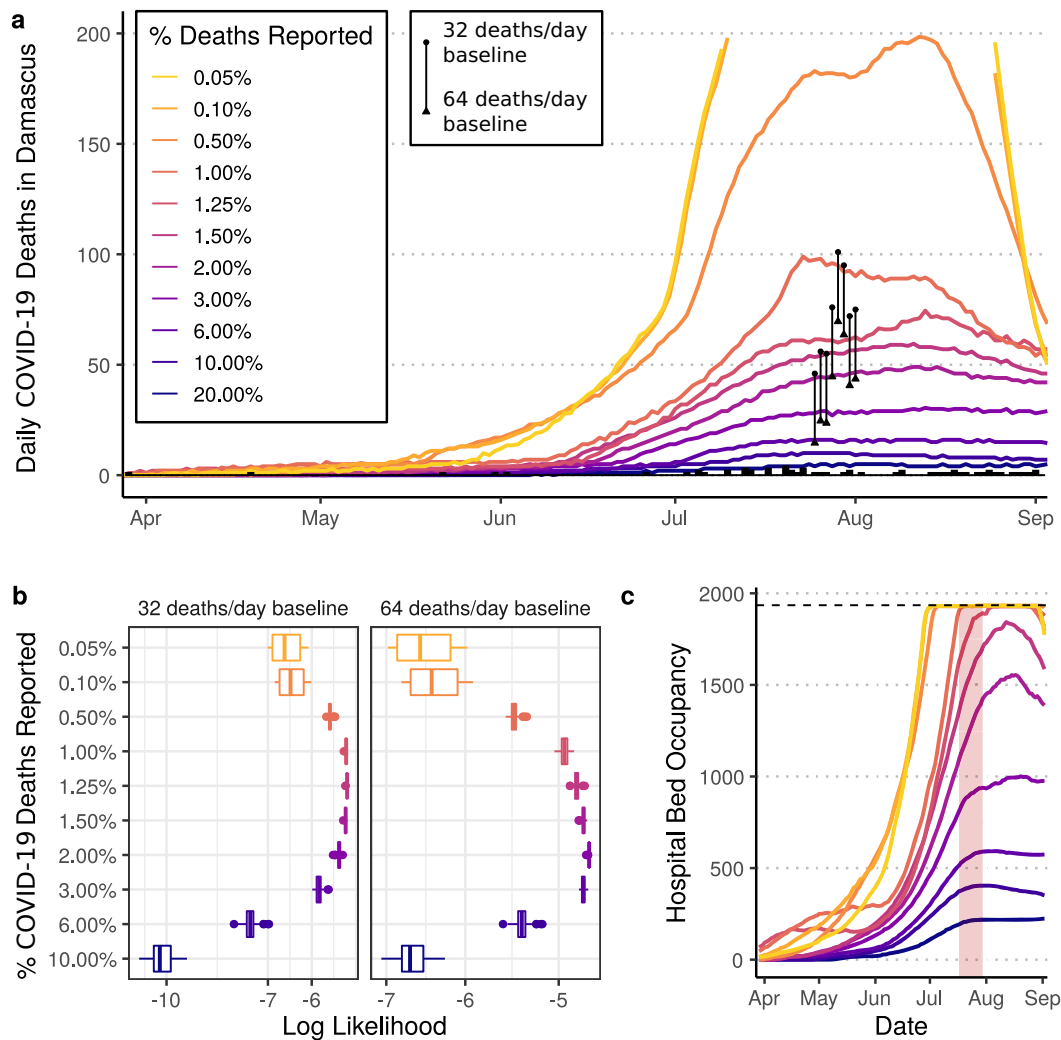 a
Daily COVID-19 Deaths in Damascus
200
150
100
50
0
% Deaths Reported
0.05%
0.10%
0.50%
1.00%
1.25%
1.50%
2.00%
3.00%
6.00%
10.00%
20.00%
32 deaths/day
baseline
64 deaths/day
baseline
Apr May Jun Jul Aug Sep
b
32 deaths/day baseline 64 deaths/day baseline
% COVID-19 Deaths Reported
0.05%
0.10%
0.50%
1.00%
1.25%
1.50%
2.00%
3.00%
6.00%
10.00%
-10 -7 -6 -7 -6 -5
Log Likelihood
c
Hospital Bed Occupancy
2000
1500
1000
500
0
Apr May Jun Jul Aug Sep
Date